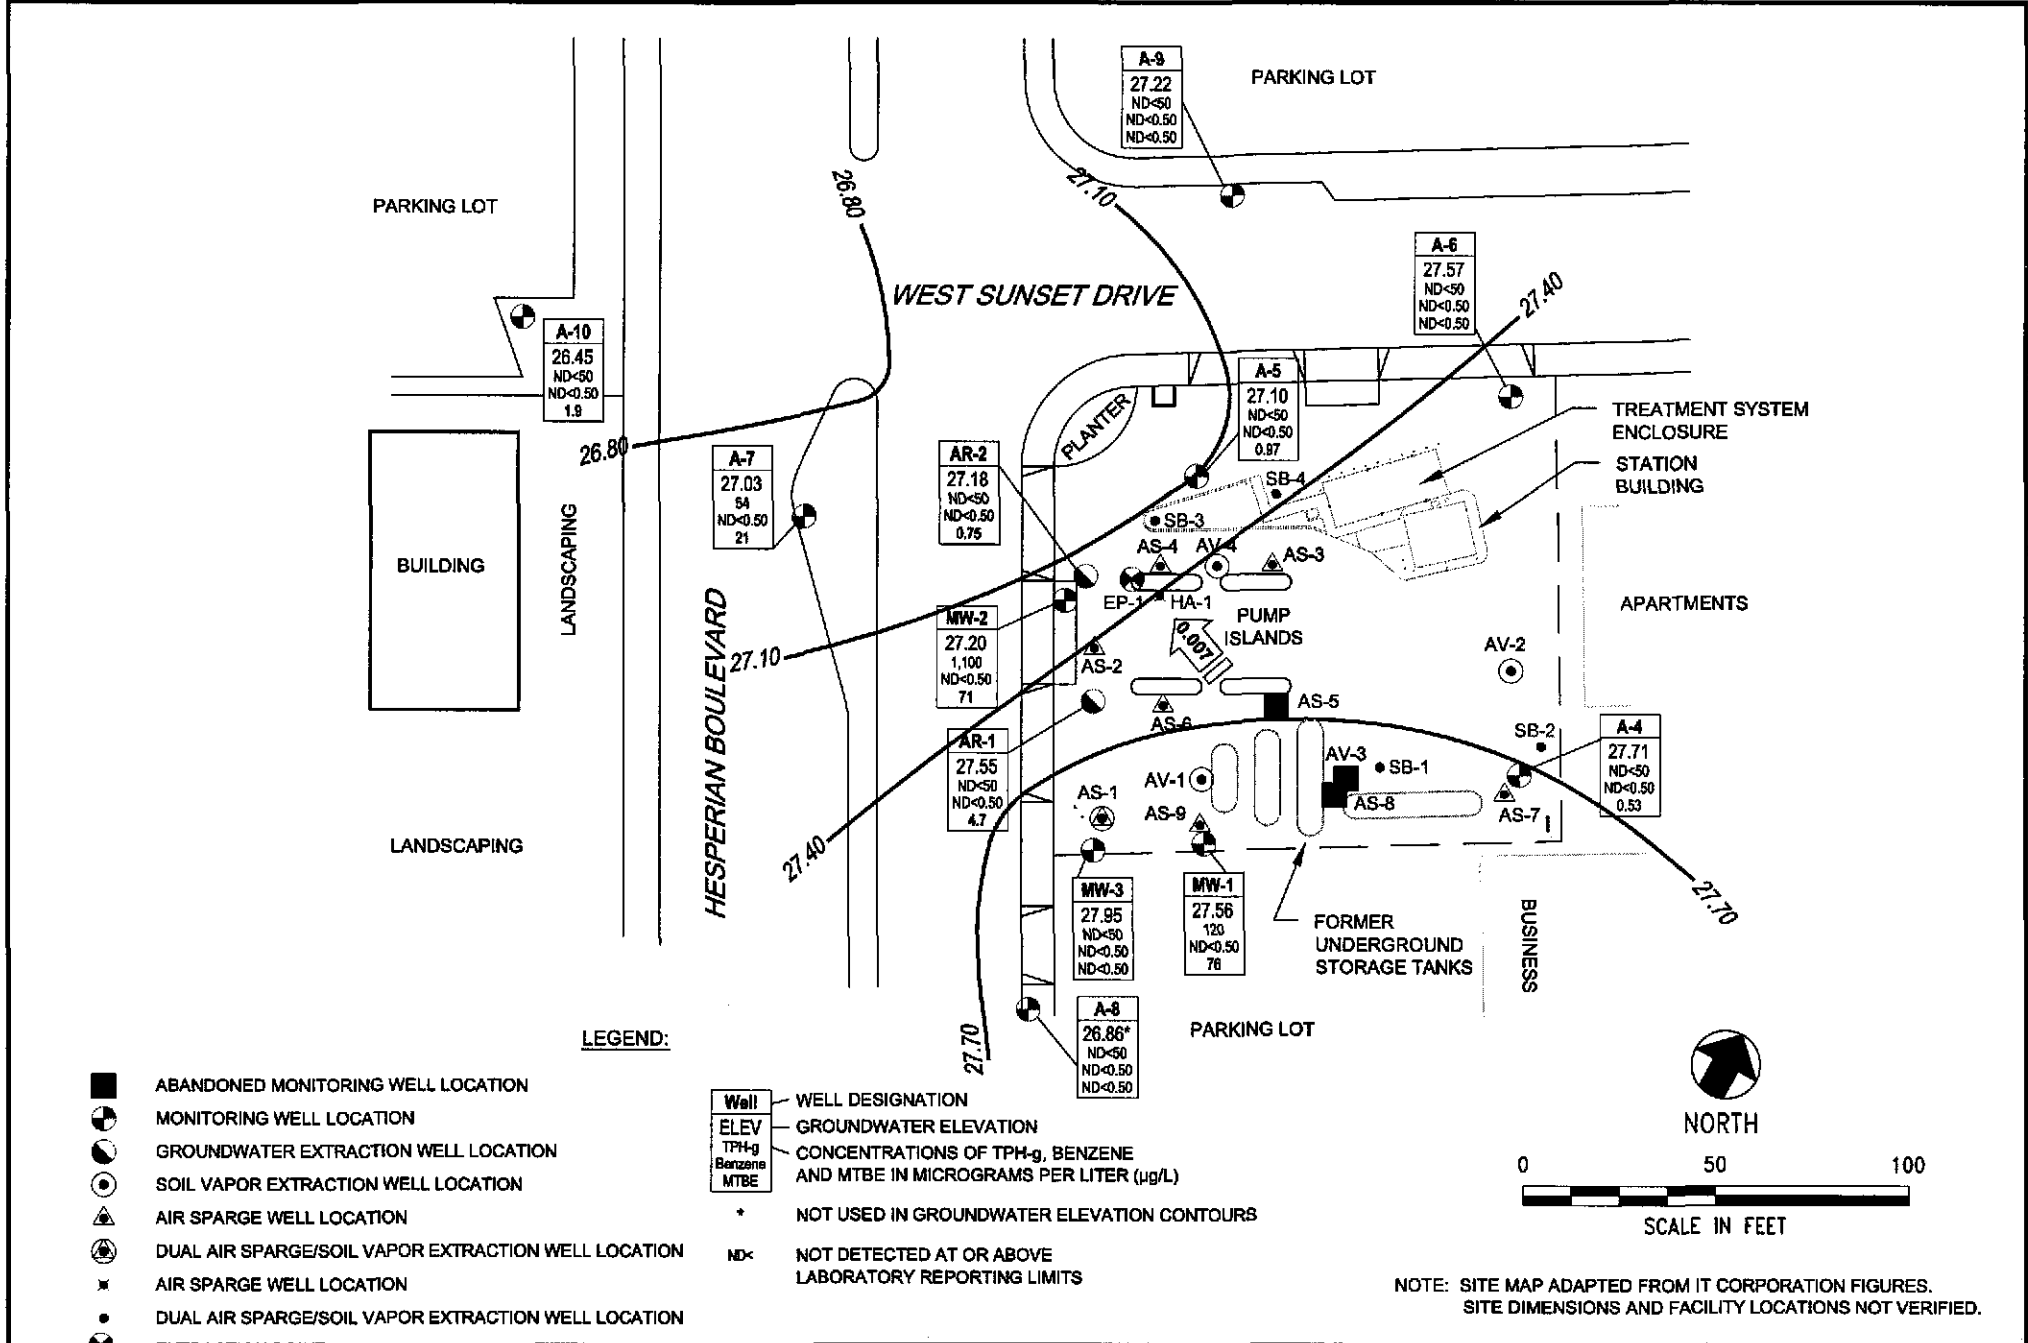 A-9
27.22
ND<50
ND<0.50
ND<0.50
PARKING LOT
PARKING LOT
26.80
27.10
A-6
27.57
ND<50
ND<0.50
ND<0.50
27.40
WEST SUNSET DRIVE
A-10
26.45
ND<50
ND<0.50
1.9
A-5
27.10
ND<50
ND<0.50
0.97
PLANTER
TREATMENT SYSTEM
ENCLOSURE
STATION
BUILDING
26.80
A-7
27.03
54
ND<0.50
21
AR-2
27.18
ND<50
ND<0.50
0.75
SB-4
SB-3
AS-4
AV-4
AS-3
BUILDING
LANDSCAPING
EP-1
HA-1
PUMP
ISLANDS
0.007
APARTMENTS
MW-2
27.20
1,100
ND<0.50
71
HESPERIAN BOULEVARD
27.10
AS-2
AV-2
AS-5
AS-6
SB-2
A-4
27.71
ND<50
ND<0.50
0.53
AR-1
27.55
ND<50
ND<0.50
4.7
AV-3
SB-1
AV-1
AS-1
AS-9
AS-8
AS-7
LANDSCAPING
27.40
MW-3
27.95
ND<50
ND<0.50
ND<0.50
MW-1
27.56
120
ND<0.50
76
FORMER
UNDERGROUND
STORAGE TANKS
BUSINESS
27.70
27.70
A-8
26.86*
ND<50
ND<0.50
ND<0.50
PARKING LOT
LEGEND:
ABANDONED MONITORING WELL LOCATION
MONITORING WELL LOCATION
GROUNDWATER EXTRACTION WELL LOCATION
SOIL VAPOR EXTRACTION WELL LOCATION
AIR SPARGE WELL LOCATION
DUAL AIR SPARGE/SOIL VAPOR EXTRACTION WELL LOCATION
AIR SPARGE WELL LOCATION
DUAL AIR SPARGE/SOIL VAPOR EXTRACTION WELL LOCATION
Well
ELEV
TPH-g
Benzene
MTBE
WELL DESIGNATION
GROUNDWATER ELEVATION
CONCENTRATIONS OF TPH-g, BENZENE
AND MTBE IN MICROGRAMS PER LITER (µg/L)
* NOT USED IN GROUNDWATER ELEVATION CONTOURS
ND< NOT DETECTED AT OR ABOVE
LABORATORY REPORTING LIMITS
NORTH
0 50 100
SCALE IN FEET
NOTE: SITE MAP ADAPTED FROM IT CORPORATION FIGURES.
SITE DIMENSIONS AND FACILITY LOCATIONS NOT VERIFIED.